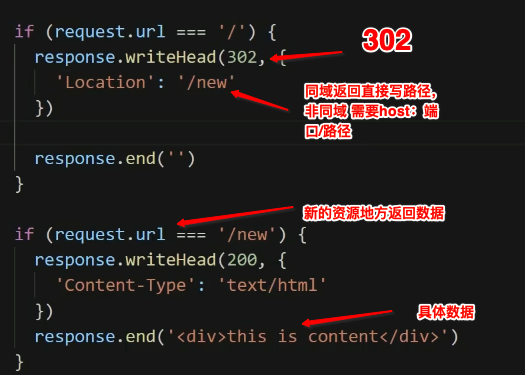 if (request.url === '/') {
302
response.writeHead(302, {
'Location': '/new'
同域返回直接写路径，
非同域 需要host：端
口/路径
})
response.end('')
}
新的资源地方返回数据
if (request.url === '/new') {
response.writeHead(200, {
'Content-Type': 'text/html'
})
具体数据
response.end('<div>this is content</div>')
}